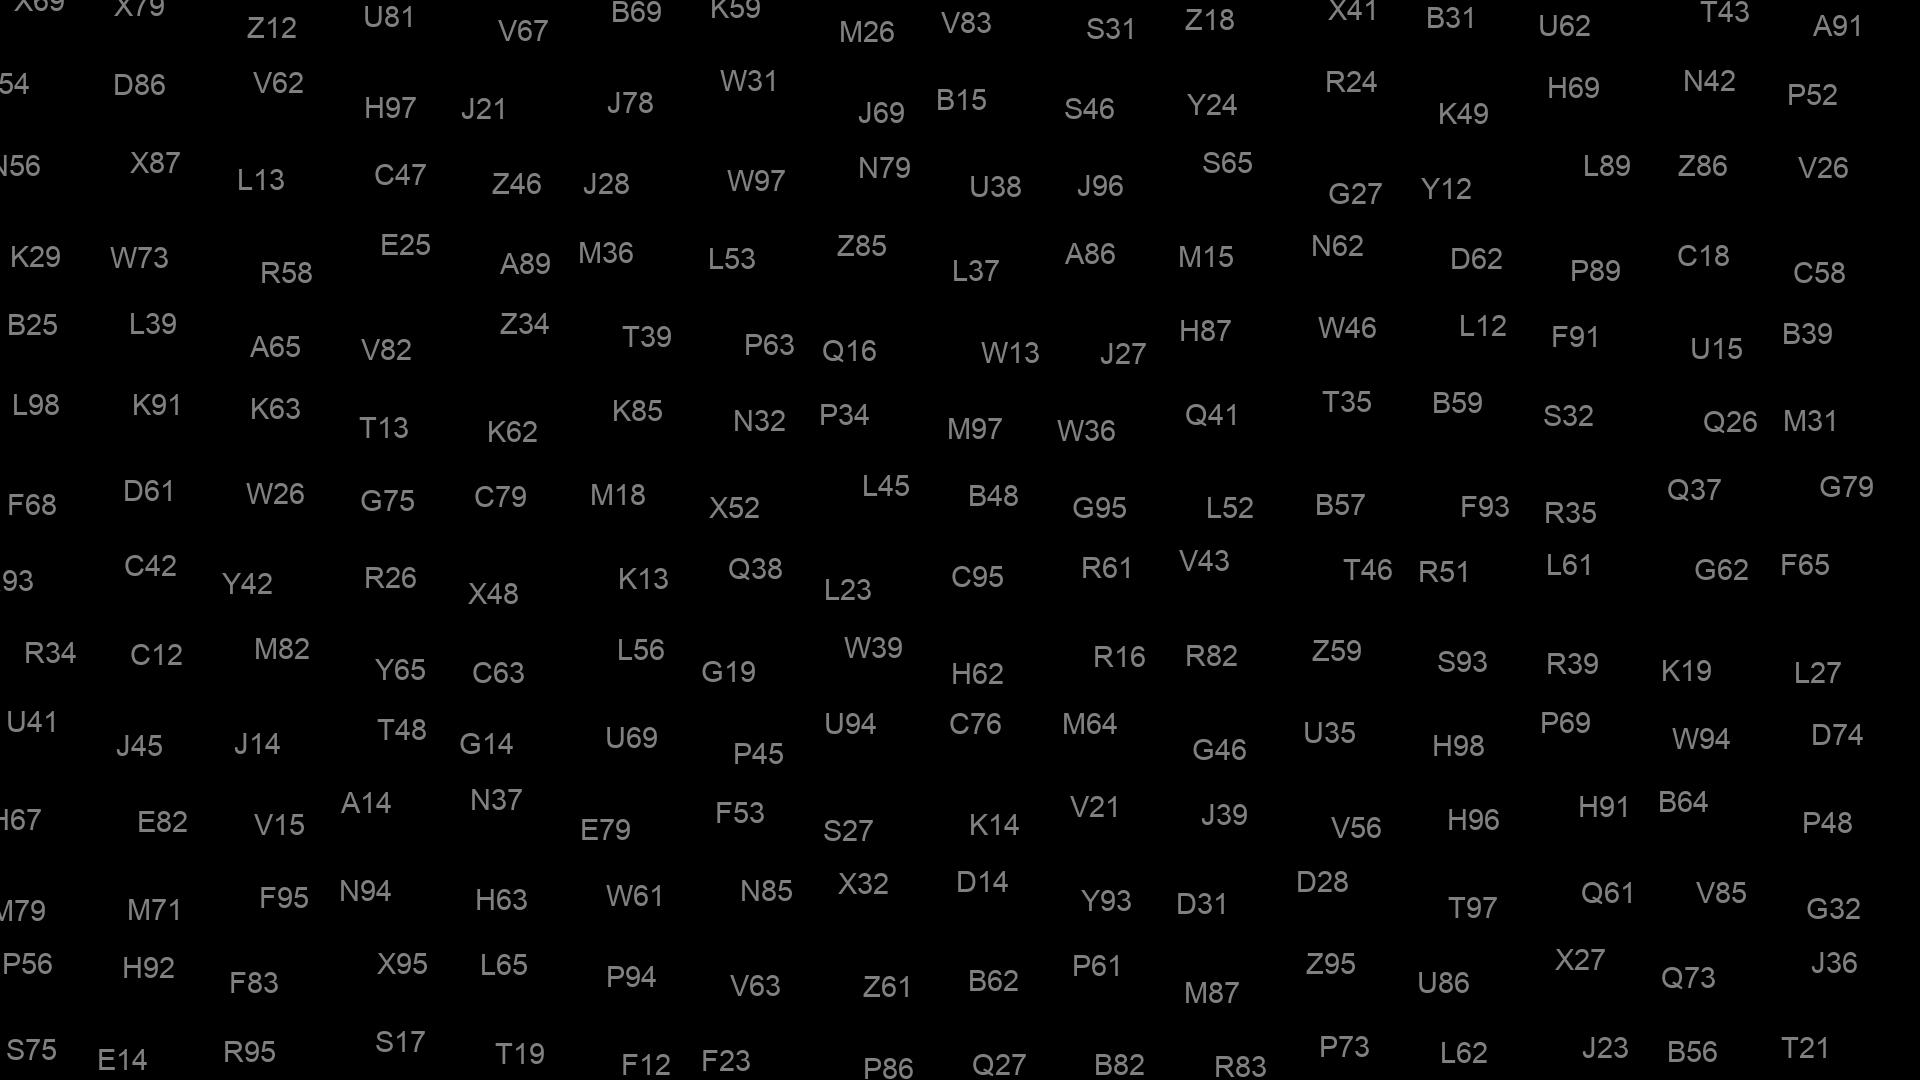 X69 X79 Z12 U81 V67 B69 K59 M26 V83 S31 Z18 X41 B31 U62 T43 A91
54 D86 V62 H97 J21 J78 W31 J69 B15 S46 Y24 R24 K49 H69 N42 P52
N56 X87 L13 C47 Z46 J28 W97 N79 U38 J96 S65 G27 Y12 L89 Z86 V26
K29 W73 R58 E25 A89 M36 L53 Z85 L37 A86 M15 N62 D62 P89 C18 C58
B25 L39 A65 V82 Z34 T39 P63 Q16 W13 J27 H87 W46 L12 F91 U15 B39
L98 K91 K63 T13 K62 K85 N32 P34 M97 W36 Q41 T35 B59 S32 Q26 M31
F68 D61 W26 G75 C79 M18 X52 L45 B48 G95 L52 B57 F93 R35 Q37 G79
93 C42 Y42 R26 X48 K13 Q38 L23 C95 R61 V43 T46 R51 L61 G62 F65
R34 C12 M82 Y65 C63 L56 G19 W39 H62 R16 R82 Z59 S93 R39 K19 L27
U41 J45 J14 T48 G14 U69 P45 U94 C76 M64 G46 U35 H98 P69 W94 D74
H67 E82 V15 A14 N37 E79 F53 S27 K14 V21 J39 V56 H96 H91 B64 P48
M79 M71 F95 N94 H63 W61 N85 X32 D14 Y93 D31 D28 T97 Q61 V85 G32
P56 H92 F83 X95 L65 P94 V63 Z61 B62 P61 M87 Z95 U86 X27 Q73 J36
S75 E14 R95 S17 T19 F12 F23 P86 Q27 B82 R83 P73 L62 J23 B56 T21